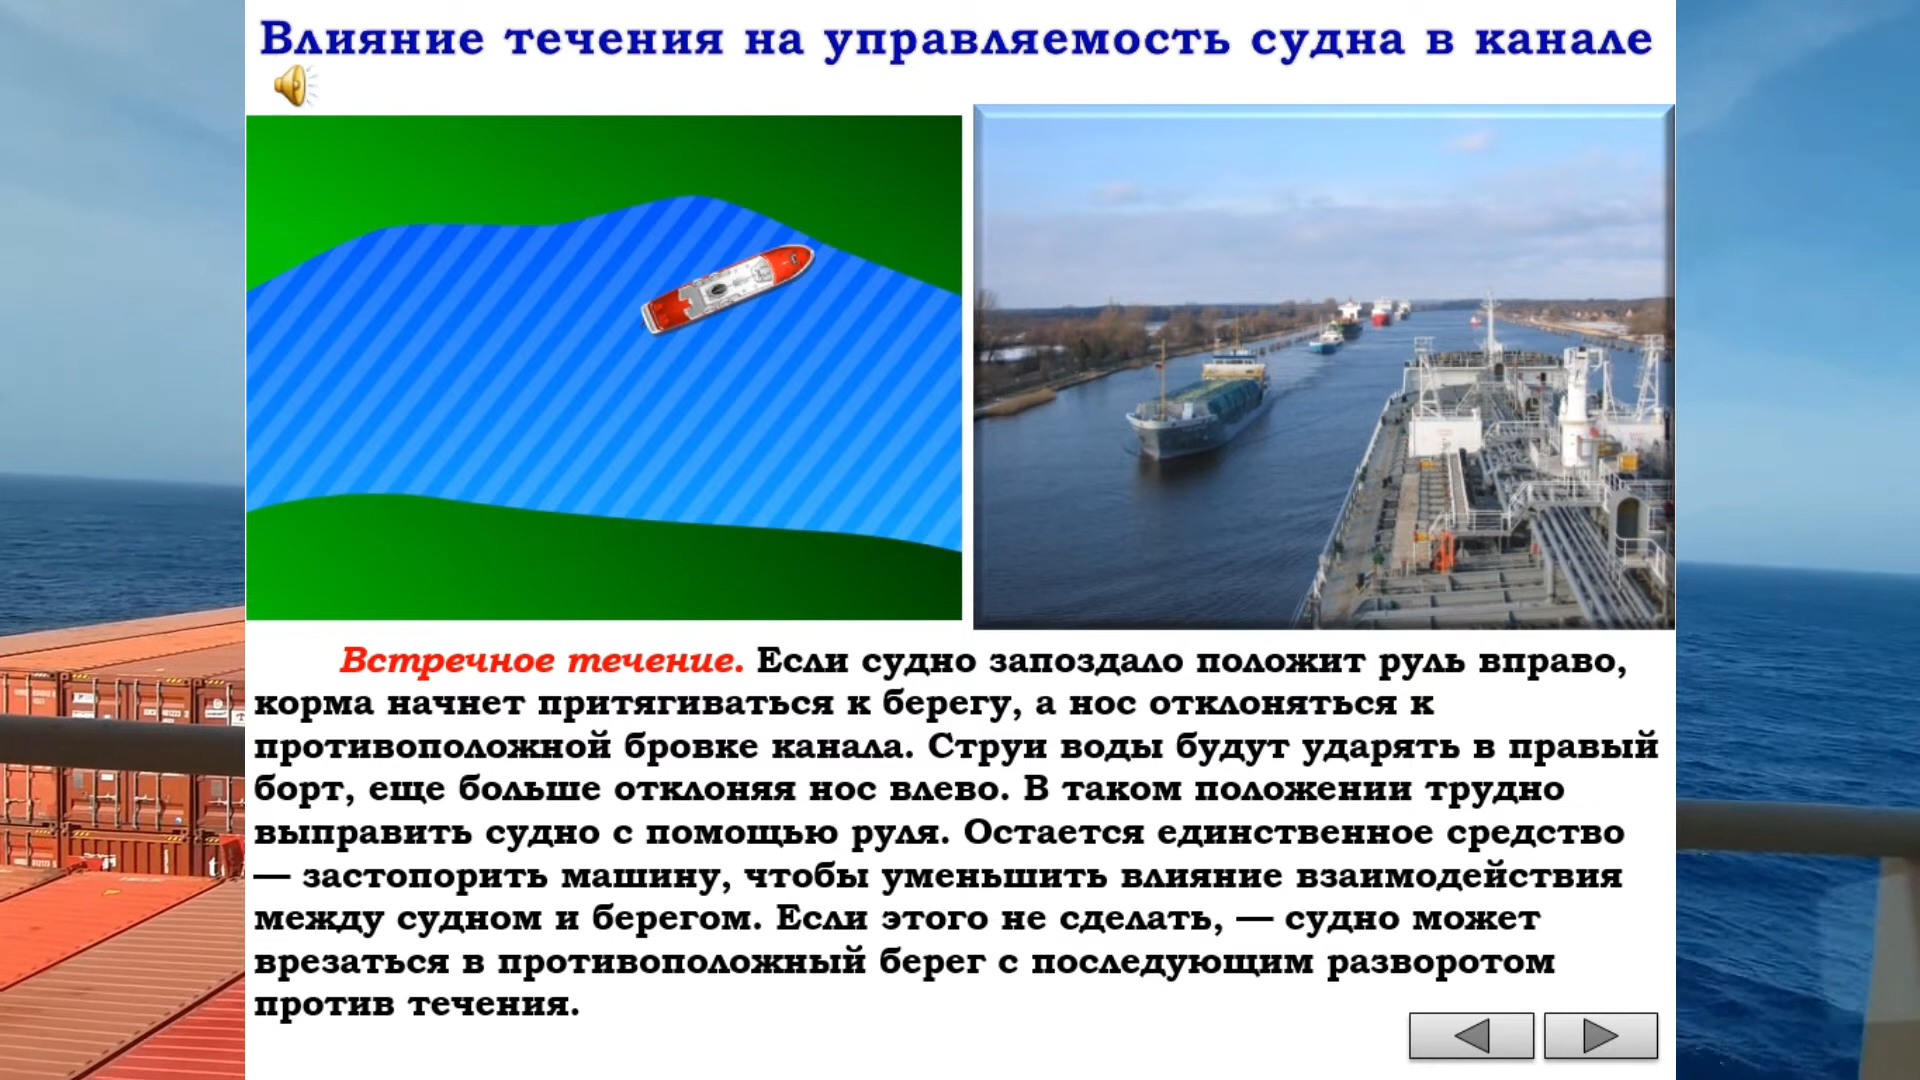 Влияние течения на управляемость судна в канале
Встречное течение. Если судно запоздало положит руль вправо,
корма начнет притягиваться к берегу, а нос отклоняться к
противоположной бровке канала. Струи воды будут ударять в правый
борт, еще больше отклоняя нос влево. В таком положении трудно
выправить судно с помощью руля. Остается единственное средство
— застопорить машину, чтобы уменьшить влияние взаимодействия
между судном и берегом. Если этого не сделать, — судно может
врезаться в противоположный берег с последующим разворотом
против течения.